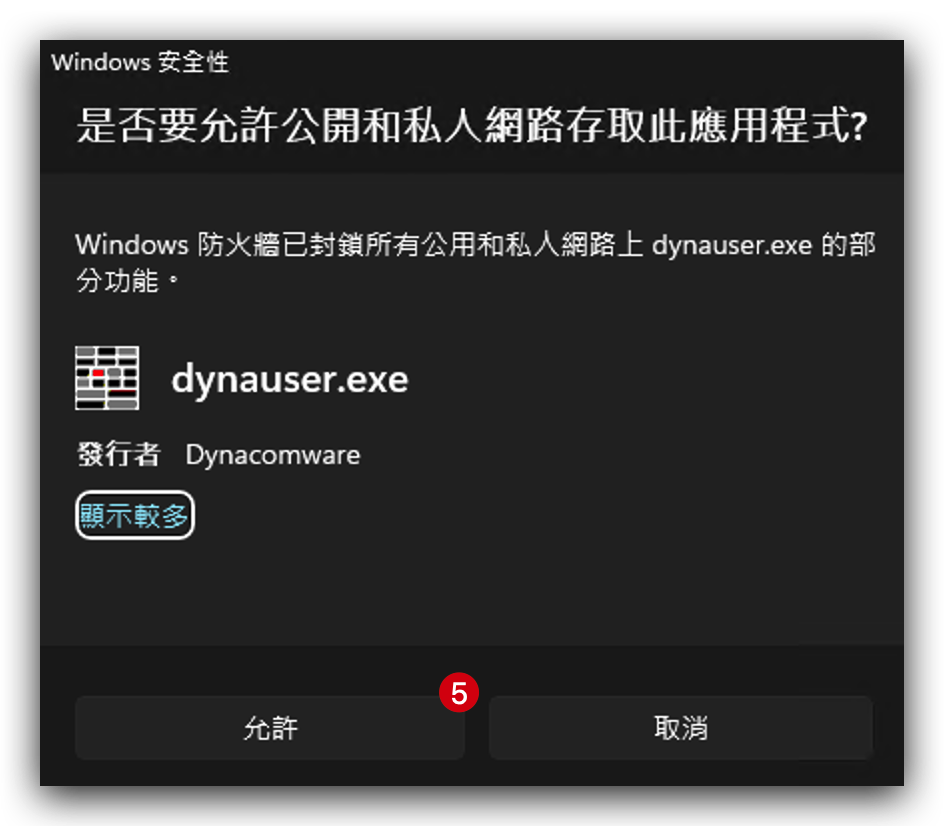 Windows 安全性
是否要允許公開和私人網路存取此應用程式?
Windows 防火牆已封鎖所有公用和私人網路上 dynauser.exe 的部
分功能。
dynauser.exe
發行者 Dynacomware
顯示較多
5
允許
取消